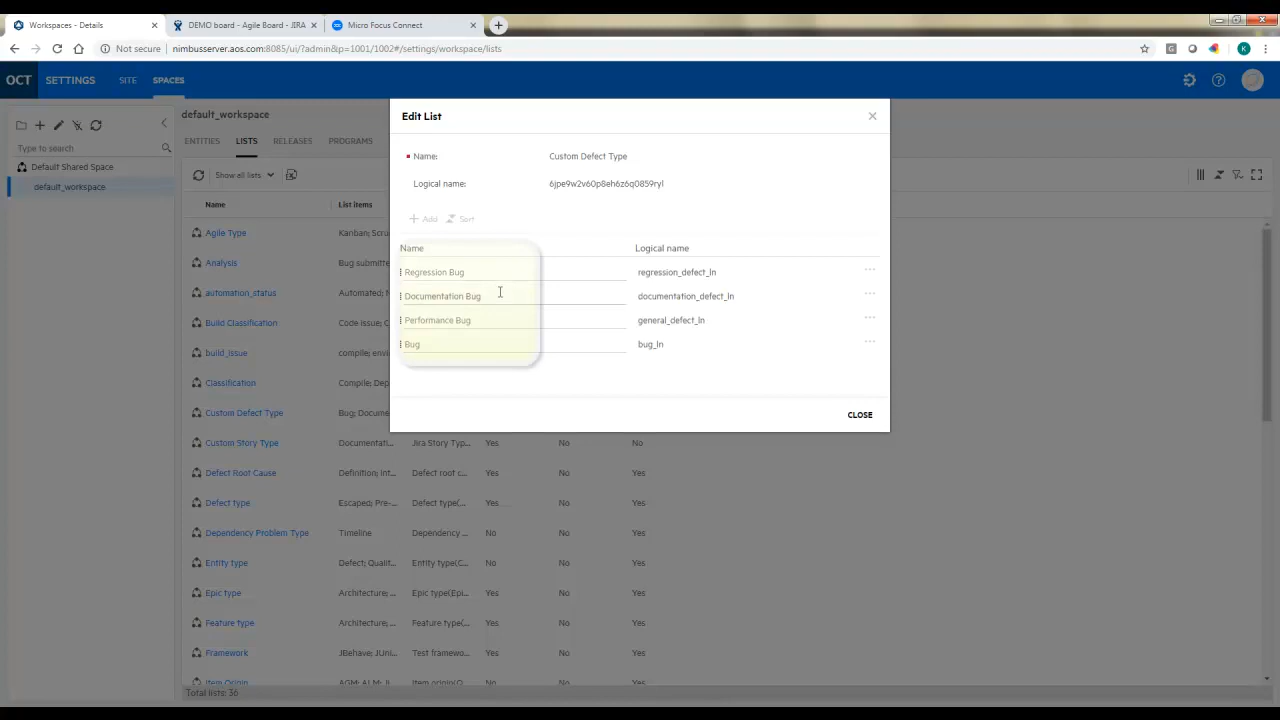 Workspaces - Details
DEMO board - Agile Board - JIRA
Micro Focus Connect
Not secure | nimbusserver.aos.com:8085/ui/?admin&p=1001/1002#/settings/workspace/lists
OCT SETTINGS SITE SPACES
default_workspace
Type to search
Default Shared Space
default_workspace
ENTITIES LISTS RELEASES PROGRAMS
Show all lists
Name List items
Agile Type Kanban; Scru
Analysis Bug submitte
automation_status Automated;
Build Classification Code issue;
build_issue compile; envi
Classification Compile; Dep
Custom Defect Type Bug; Docume
Custom Story Type Documentati... Jira Story Typ... Yes No No
Defect Root Cause Definition; Int... Defect root c... Yes No Yes
Defect type Escaped; Pre-... Defect type(... Yes No Yes
Dependency Problem Type Timeline Dependency ... No No Yes
Entity type Defect; Qualit... Entity type(C... Yes No Yes
Epic type Architecture; ... Epic type(Epi... Yes No Yes
Feature type Architecture; ... Feature type(... Yes No Yes
Framework JBehave; JUni... Test framewo... Yes No Yes
Item Origin AGM; ALM; Ji... Item origin(O... Yes No Yes
Total lists: 36
Edit List
Name: Custom Defect Type
Logical name: 6jpe9w2v60p8eh6z6q0859ryl
Add Sort
Name Logical name
Regression Bug regression_defect_ln
Documentation Bug documentation_defect_ln
Performance Bug general_defect_ln
Bug bug_ln
CLOSE